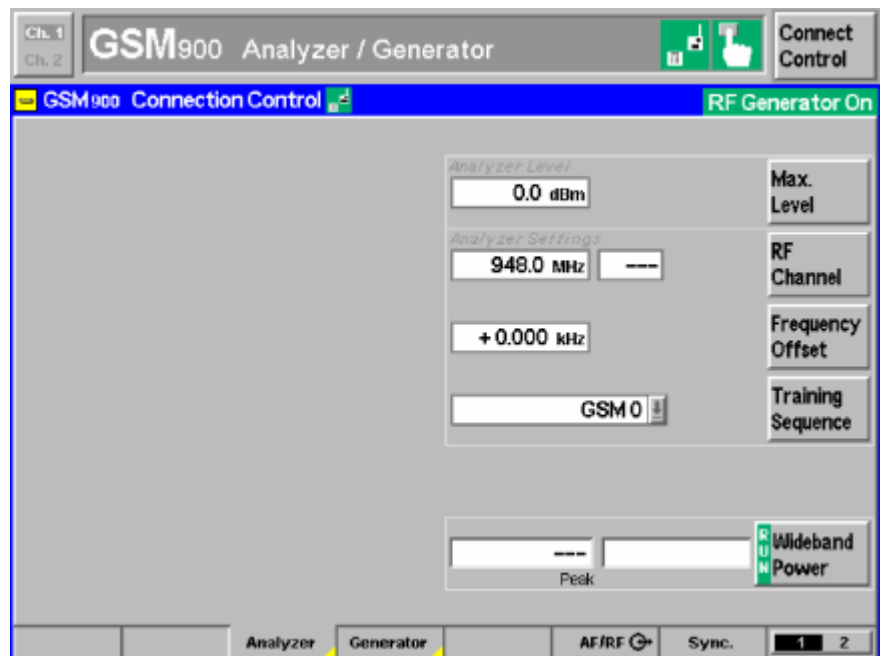 Ch. 1
Ch. 2
GSM900 Analyzer / Generator
Connect
Control
GSM 900 Connection Control
RF Generator On
Analyzer Level
0.0 dBm
Max.
Level
Analyzer Settings
948.0 MHz ---
RF
Channel
+0.000 kHz
Frequency
Offset
GSM 0
Training
Sequence
---
Peak
RUN
Wideband
Power
Analyzer Generator AF/RF Sync. 1 2